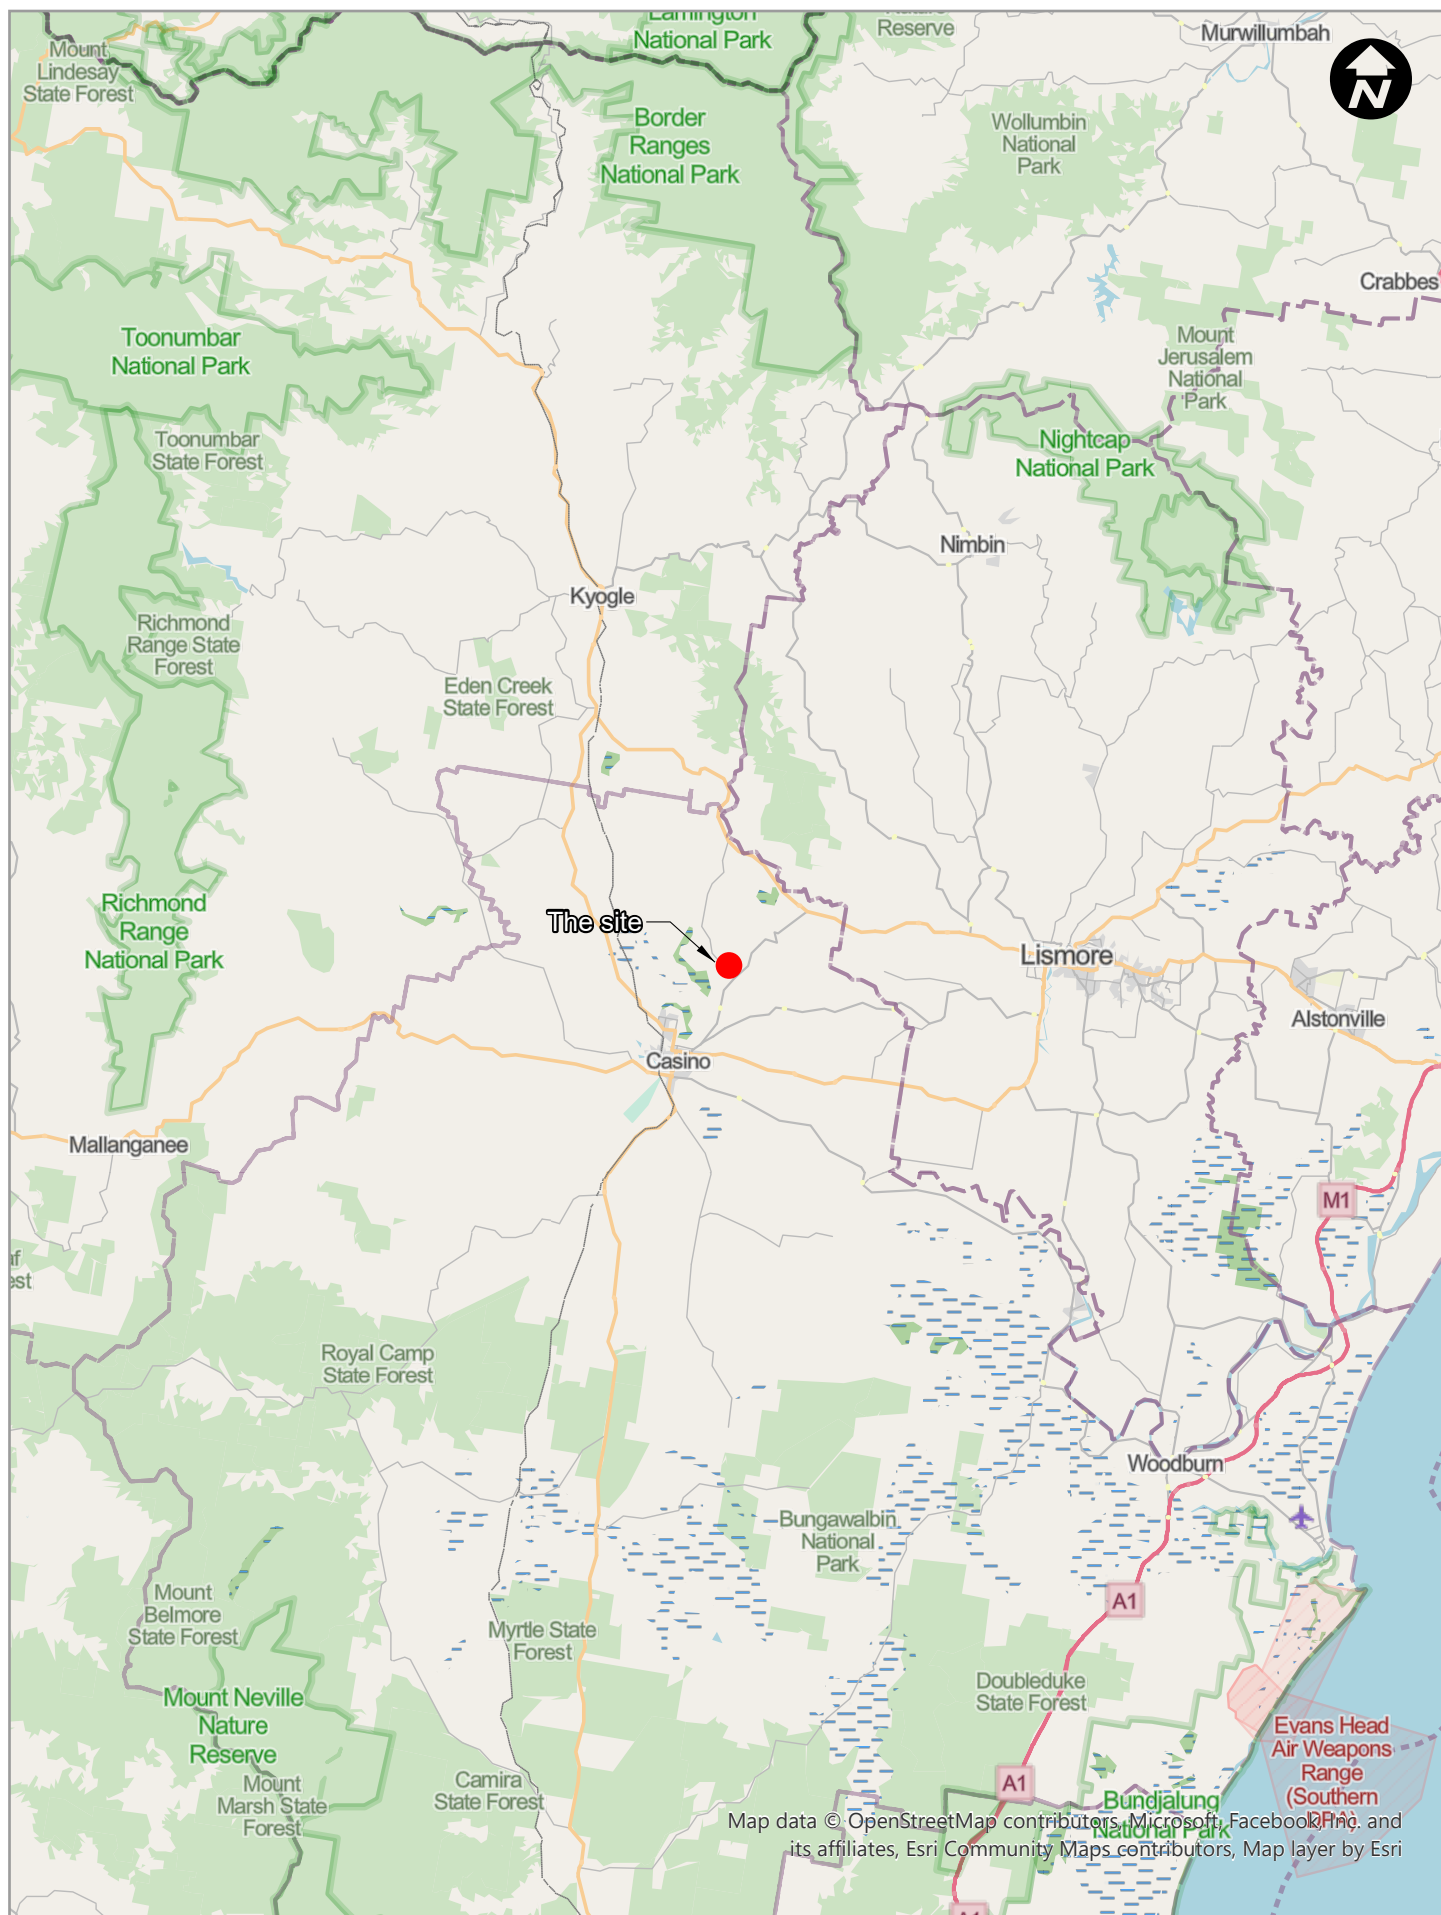 Lamington
National Park
Reserve
Murwillumbah
Mount
Lindesay
State Forest
N
Border
Ranges
National Park
Wollumbin
National
Park
Crabbes
Toonumbar
National Park
Mount
Jerusalem
National
Park
Toonumbar
State Forest
Nightcap
National Park
Nimbin
Kyogle
Richmond
Range State
Forest
Eden Creek
State Forest
Richmond
Range
National Park
The site
Lismore
Alstonville
Casino
Mallanganee
M1
est
Royal Camp
State Forest
Woodburn
Bungawalbin
National
Park
Mount
Belmore
State Forest
A1
Myrtle State
Forest
Doubleduke
State Forest
Mount Neville
Nature
Reserve
Evans Head
Air Weapons
Range
(Southern
DPA)
Mount
Marsh State
Forest
Camira
State Forest
A1
Bundjalung
National Park
Map data © OpenStreetMap contributors, Microsoft, Facebook, Inc. and
its affiliates, Esri Community Maps contributors, Map layer by Esri